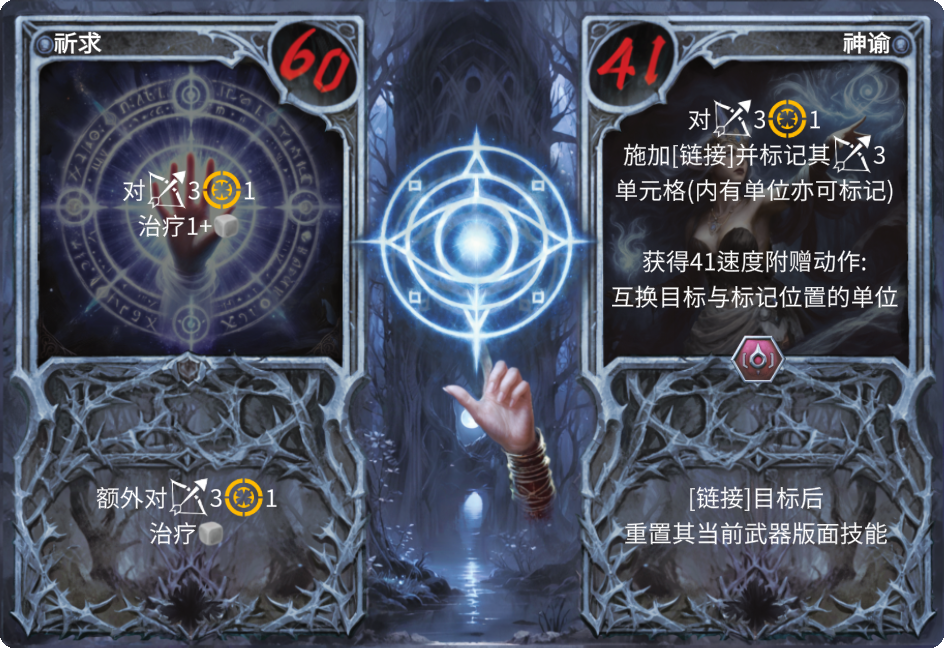 祈求
60
对3 1
治疗1+
额外对3 1
治疗
41
神谕
对3 1
施加[链接]并标记其3
单元格(内有单位亦可标记)
获得41速度附赠动作:
互换目标与标记位置的单位
[链接]目标后
重置其当前武器版面技能